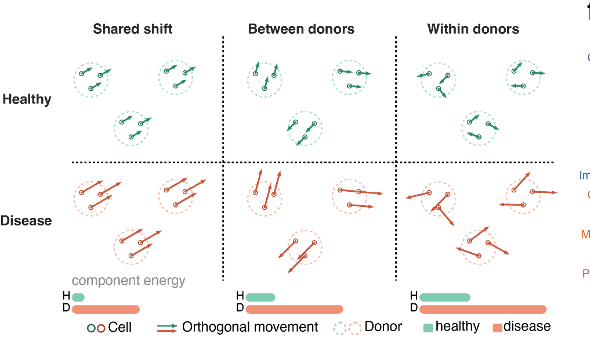 Shared shift
Between donors
Within donors
Healthy
Disease
component energy
H
D
H
D
H
D
Cell
Orthogonal movement
Donor
healthy
disease